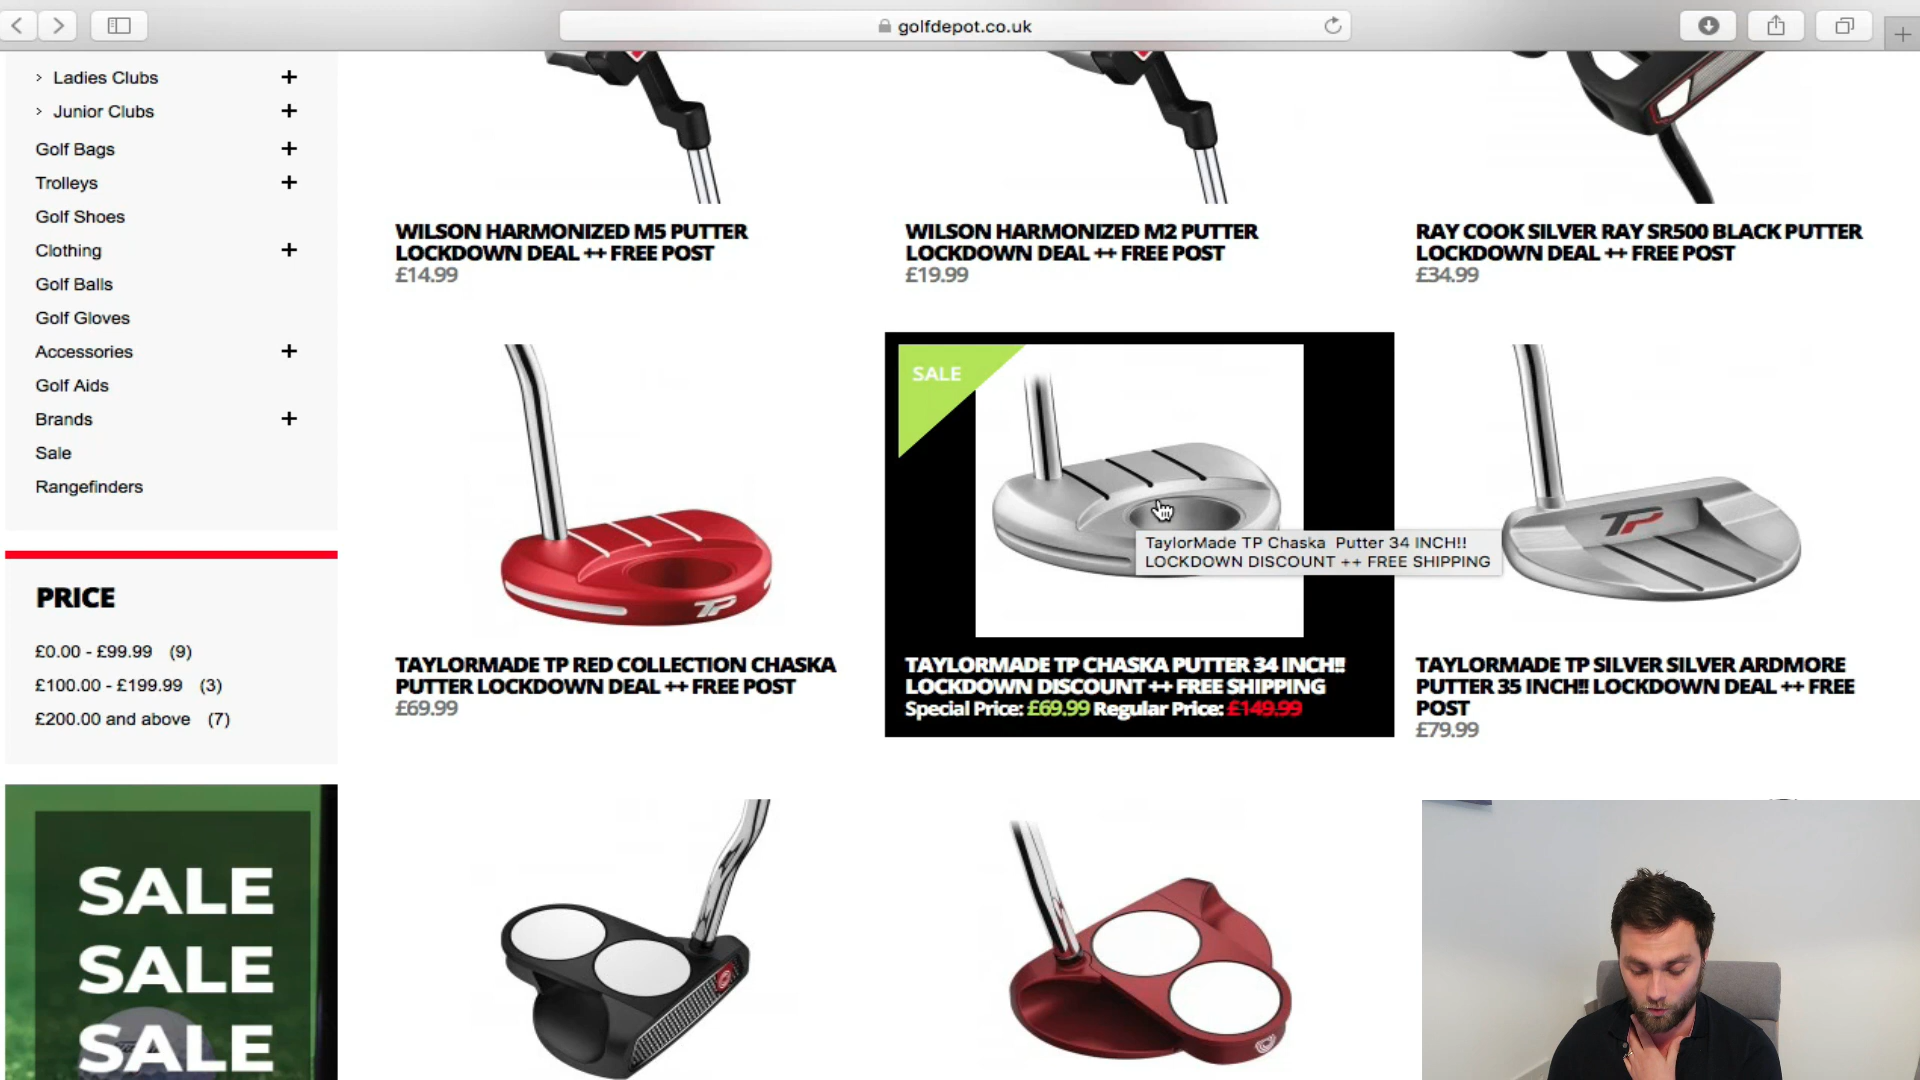 golfdepot.co.uk
Ladies Clubs
Junior Clubs
Golf Bags
Trolleys
Golf Shoes
Clothing
Golf Balls
Golf Gloves
Accessories
Golf Aids
Brands
Sale
Rangefinders
PRICE
£0.00 - £99.99 (9)
£100.00 - £199.99 (3)
£200.00 and above (7)
SALE
SALE
SALE
WILSON HARMONIZED M5 PUTTER
LOCKDOWN DEAL ++ FREE POST
£14.99
WILSON HARMONIZED M2 PUTTER
LOCKDOWN DEAL ++ FREE POST
£19.99
RAY COOK SILVER RAY SR500 BLACK PUTTER
LOCKDOWN DEAL ++ FREE POST
£34.99
TP
TAYLORMADE TP RED COLLECTION CHASKA
PUTTER LOCKDOWN DEAL ++ FREE POST
£69.99
SALE
TaylorMade TP Chaska Putter 34 INCH!!
LOCKDOWN DISCOUNT ++ FREE SHIPPING
TAYLORMADE TP CHASKA PUTTER 34 INCH!!
LOCKDOWN DISCOUNT ++ FREE SHIPPING
Special Price: £69.99 Regular Price: £149.99
TP
TAYLORMADE TP SILVER SILVER ARDMORE
PUTTER 35 INCH!! LOCKDOWN DEAL ++ FREE
POST
£79.99